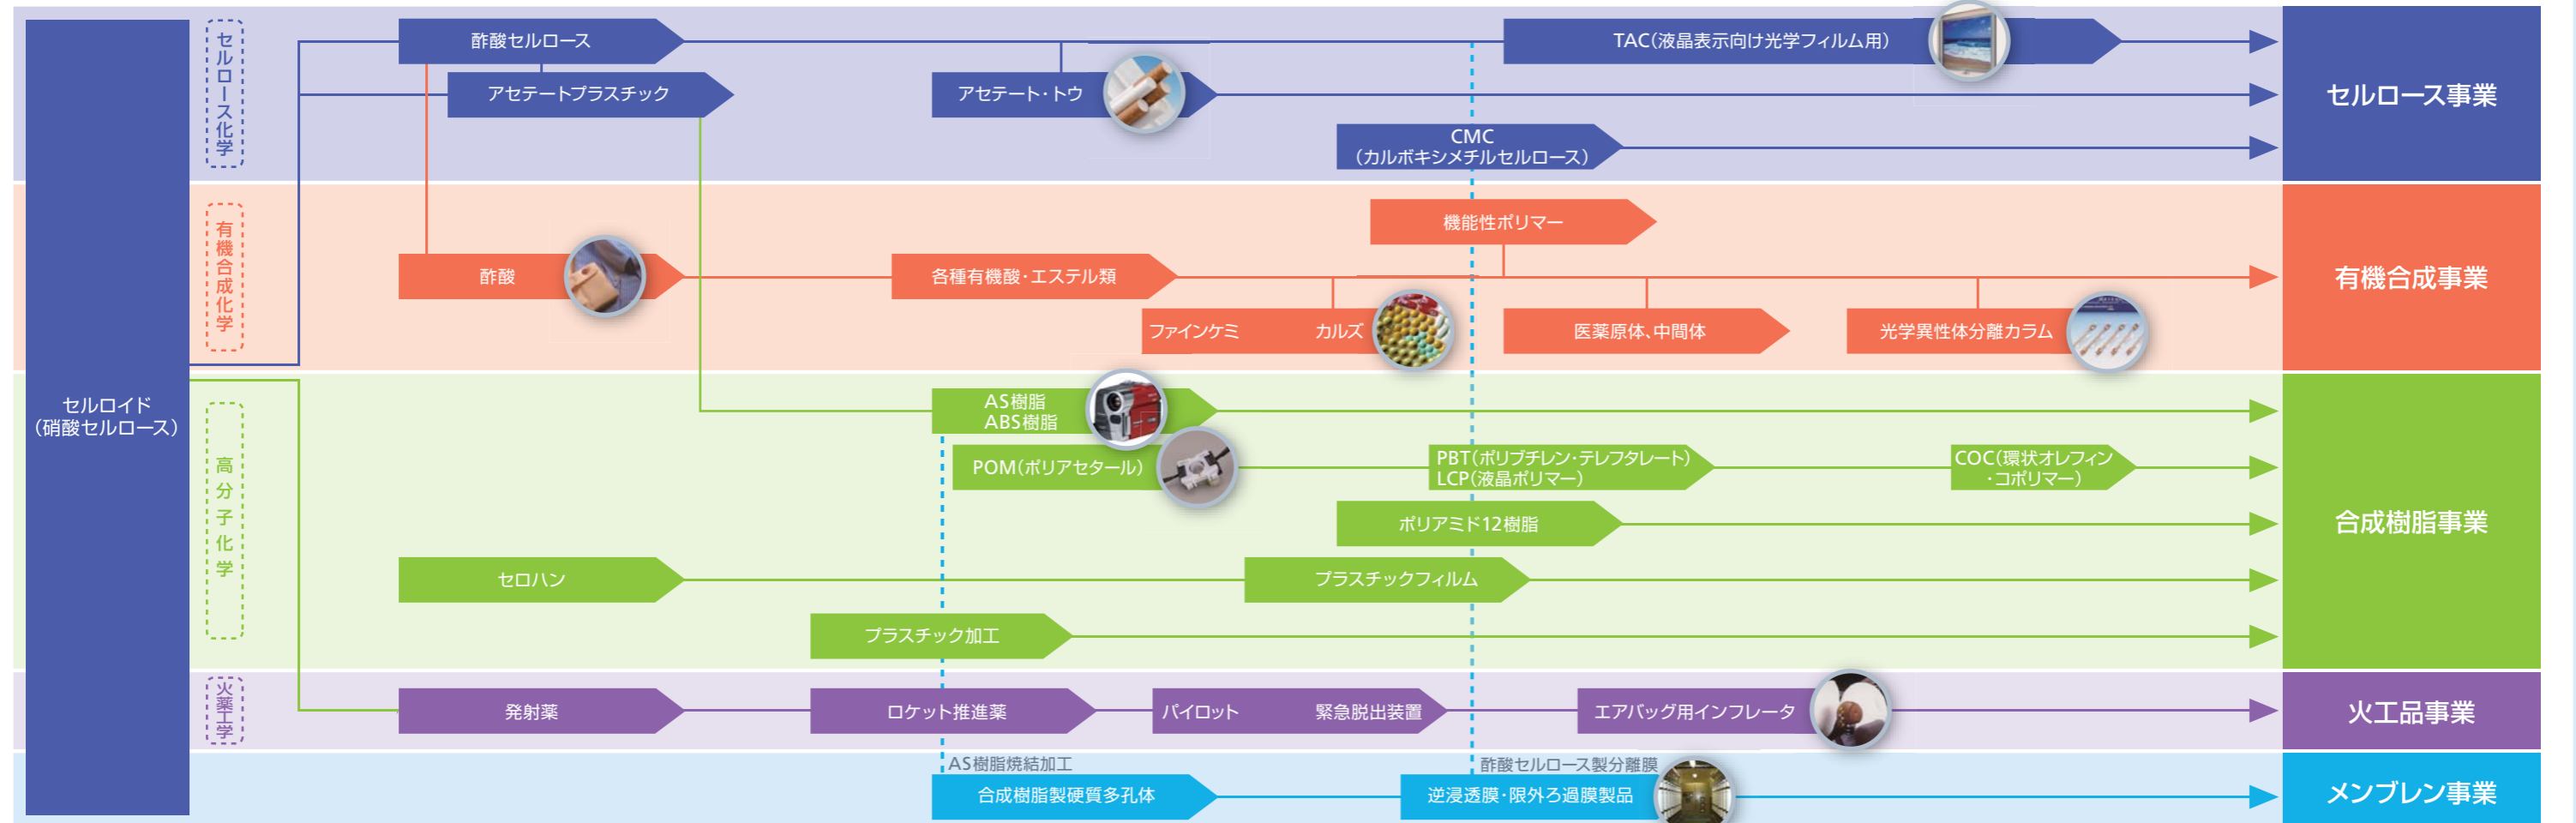 セルロイド
（硝酸セルロース）
セルロース化学
酢酸セルロース
アセテートプラスチック
アセテート・トウ
TAC（液晶表示向け光学フィルム用）
CMC
（カルボキシメチルセルロース）
セルロース事業
有機合成化学
酢酸
各種有機酸・エステル類
機能性ポリマー
ファインケミ カルズ
医薬原体、中間体
光学異性体分離カラム
有機合成事業
高分子化学
AS樹脂
ABS樹脂
POM（ポリアセタール）
PBT（ポリブチレン・テレフタレート）
LCP（液晶ポリマー）
COC（環状オレフィン
・コポリマー）
ポリアミド12樹脂
セロハン
プラスチックフィルム
プラスチック加工
合成樹脂事業
火薬工学
発射薬
ロケット推進薬
パイロット 緊急脱出装置
エアバッグ用インフレータ
火工品事業
AS樹脂焼結加工
合成樹脂製硬質多孔体
酢酸セルロース製分離膜
逆浸透膜・限外ろ過膜製品
メンブレン事業